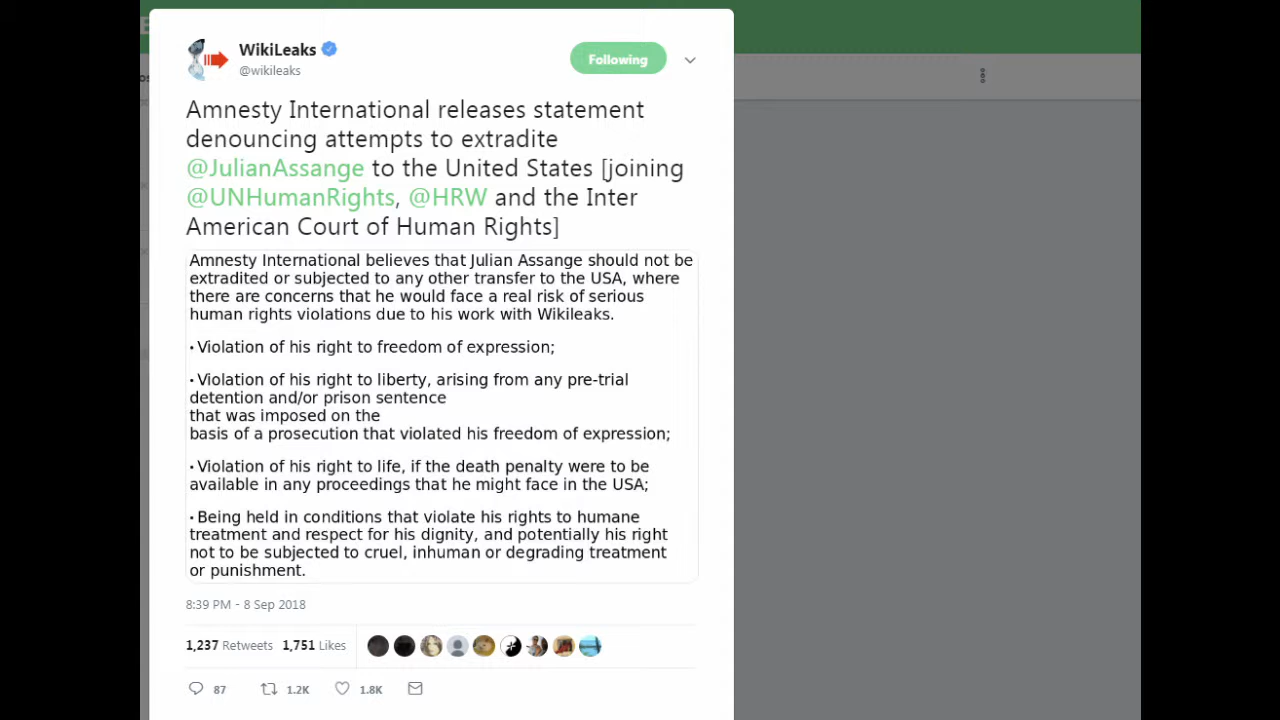 WikiLeaks
@wikileaks
Following
Amnesty International releases statement
denouncing attempts to extradite
@JulianAssange to the United States [joining
@UNHumanRights, @HRW and the Inter
American Court of Human Rights]
Amnesty International believes that Julian Assange should not be
extradited or subjected to any other transfer to the USA, where
there are concerns that he would face a real risk of serious
human rights violations due to his work with Wikileaks.
• Violation of his right to freedom of expression;
• Violation of his right to liberty, arising from any pre-trial
detention and/or prison sentence
that was imposed on the
basis of a prosecution that violated his freedom of expression;
• Violation of his right to life, if the death penalty were to be
available in any proceedings that he might face in the USA;
• Being held in conditions that violate his rights to humane
treatment and respect for his dignity, and potentially his right
not to be subjected to cruel, inhuman or degrading treatment
or punishment.
8:39 PM - 8 Sep 2018
1,237 Retweets 1,751 Likes
87 1.2K 1.8K